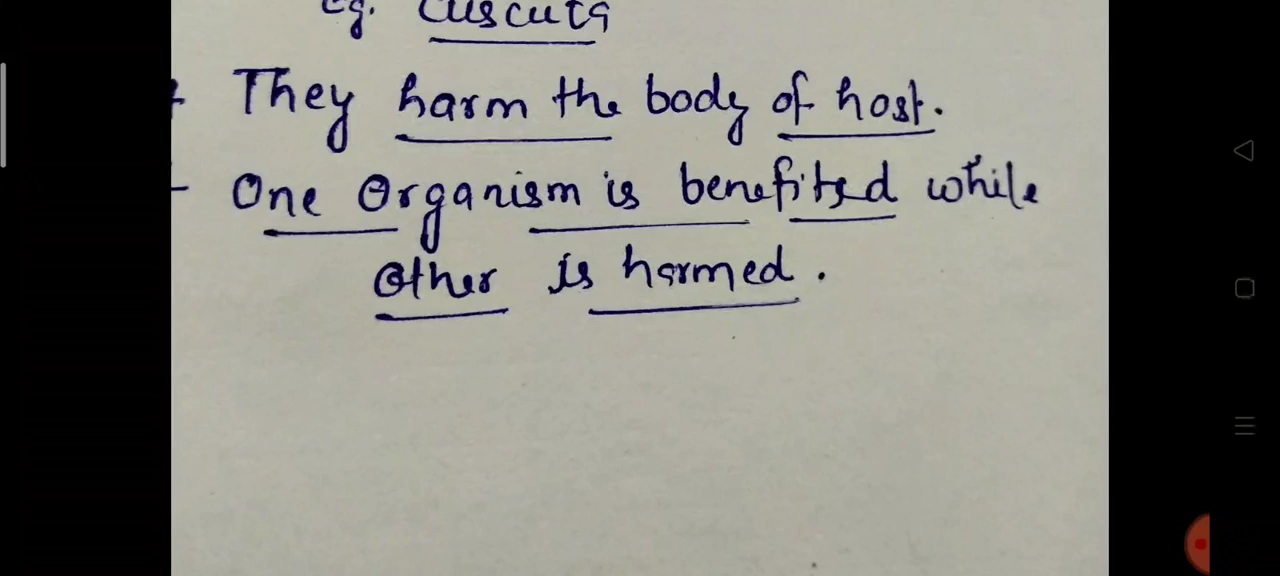 eg. Cuscuta
They harm the body of host.
One Organism is benefited while
Other is harmed.